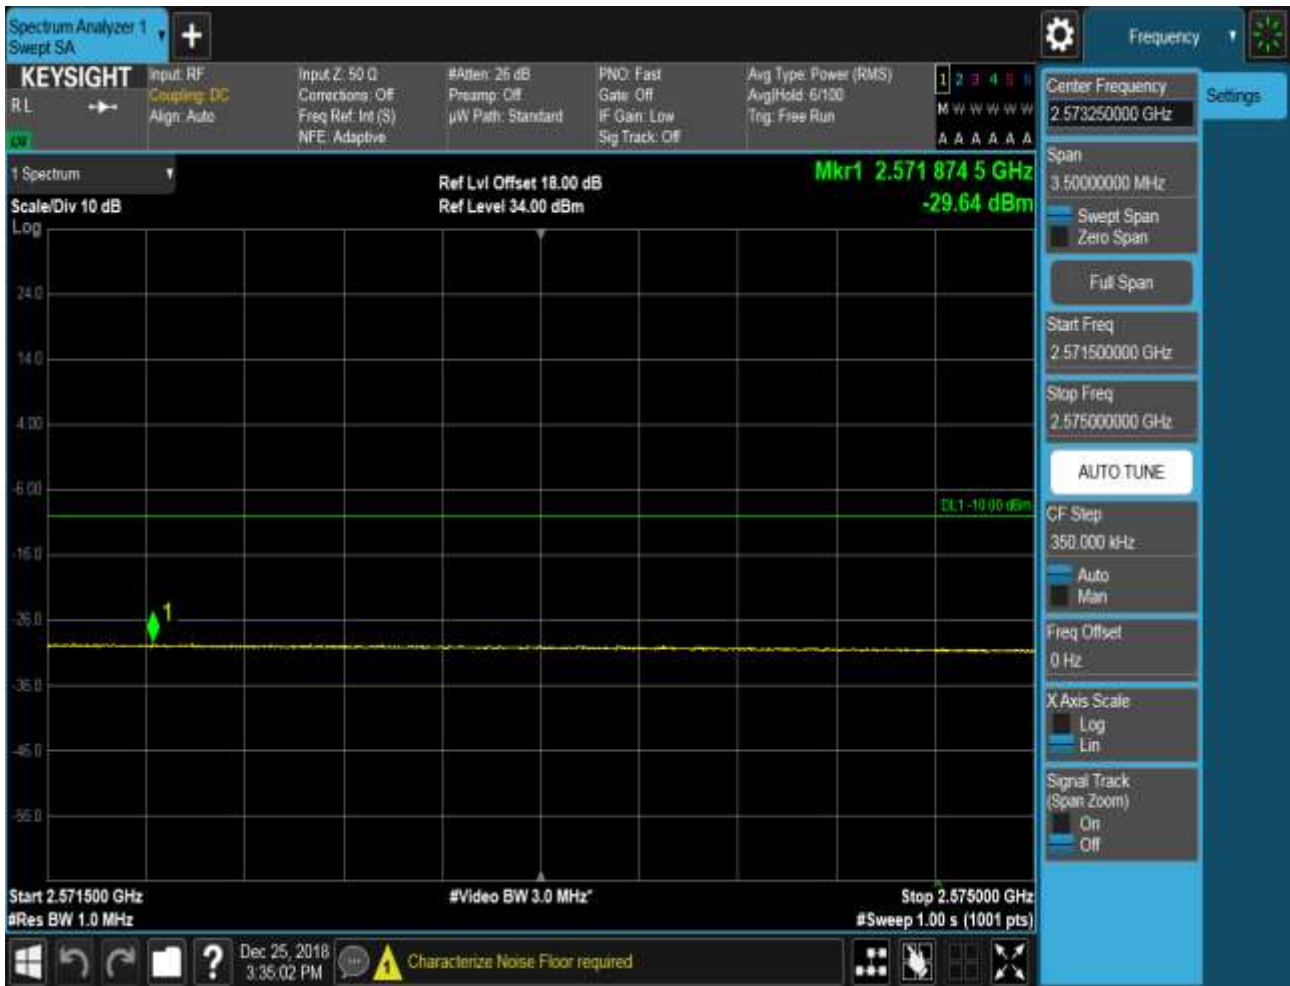 Spectrum Analyzer 1
Swept SA
+
Frequency
KEYSIGHT
R L
Input: RF
Coupling: DC
Align: Auto
Input Z: 50 Ω
Corrections: Off
Freq Ref: Int (S)
NFE: Adaptive
#Atten: 26 dB
Preamp: Off
µW Path: Standard
PNO: Fast
Gate: Off
IF Gain: Low
Sig Track: Off
Avg Type: Power (RMS)
Avg|Hold: 6/100
Trig: Free Run
1 2 3 4 5 6
M W W W W W
A A A A A A
1 Spectrum
Scale/Div 10 dB
Log
Ref Lvl Offset 18.00 dB
Ref Level 34.00 dBm
Mkr1 2.571 874 5 GHz
-29.64 dBm
24.0
14.0
4.00
-6.00
DL1 -10.00 dBm
-16.0
1
-26.0
-36.0
-46.0
-56.0
Start 2.571500 GHz
#Res BW 1.0 MHz
#Video BW 3.0 MHz*
Stop 2.575000 GHz
#Sweep 1.00 s (1001 pts)
Center Frequency
2.573250000 GHz
Settings
Span
3.50000000 MHz
Swept Span
Zero Span
Full Span
Start Freq
2.571500000 GHz
Stop Freq
2.575000000 GHz
AUTO TUNE
CF Step
350.000 kHz
Auto
Man
Freq Offset
0 Hz
X Axis Scale
Log
Lin
Signal Track
(Span Zoom)
On
Off
?
Dec 25, 2018
3:35:02 PM
1
Characterize Noise Floor required